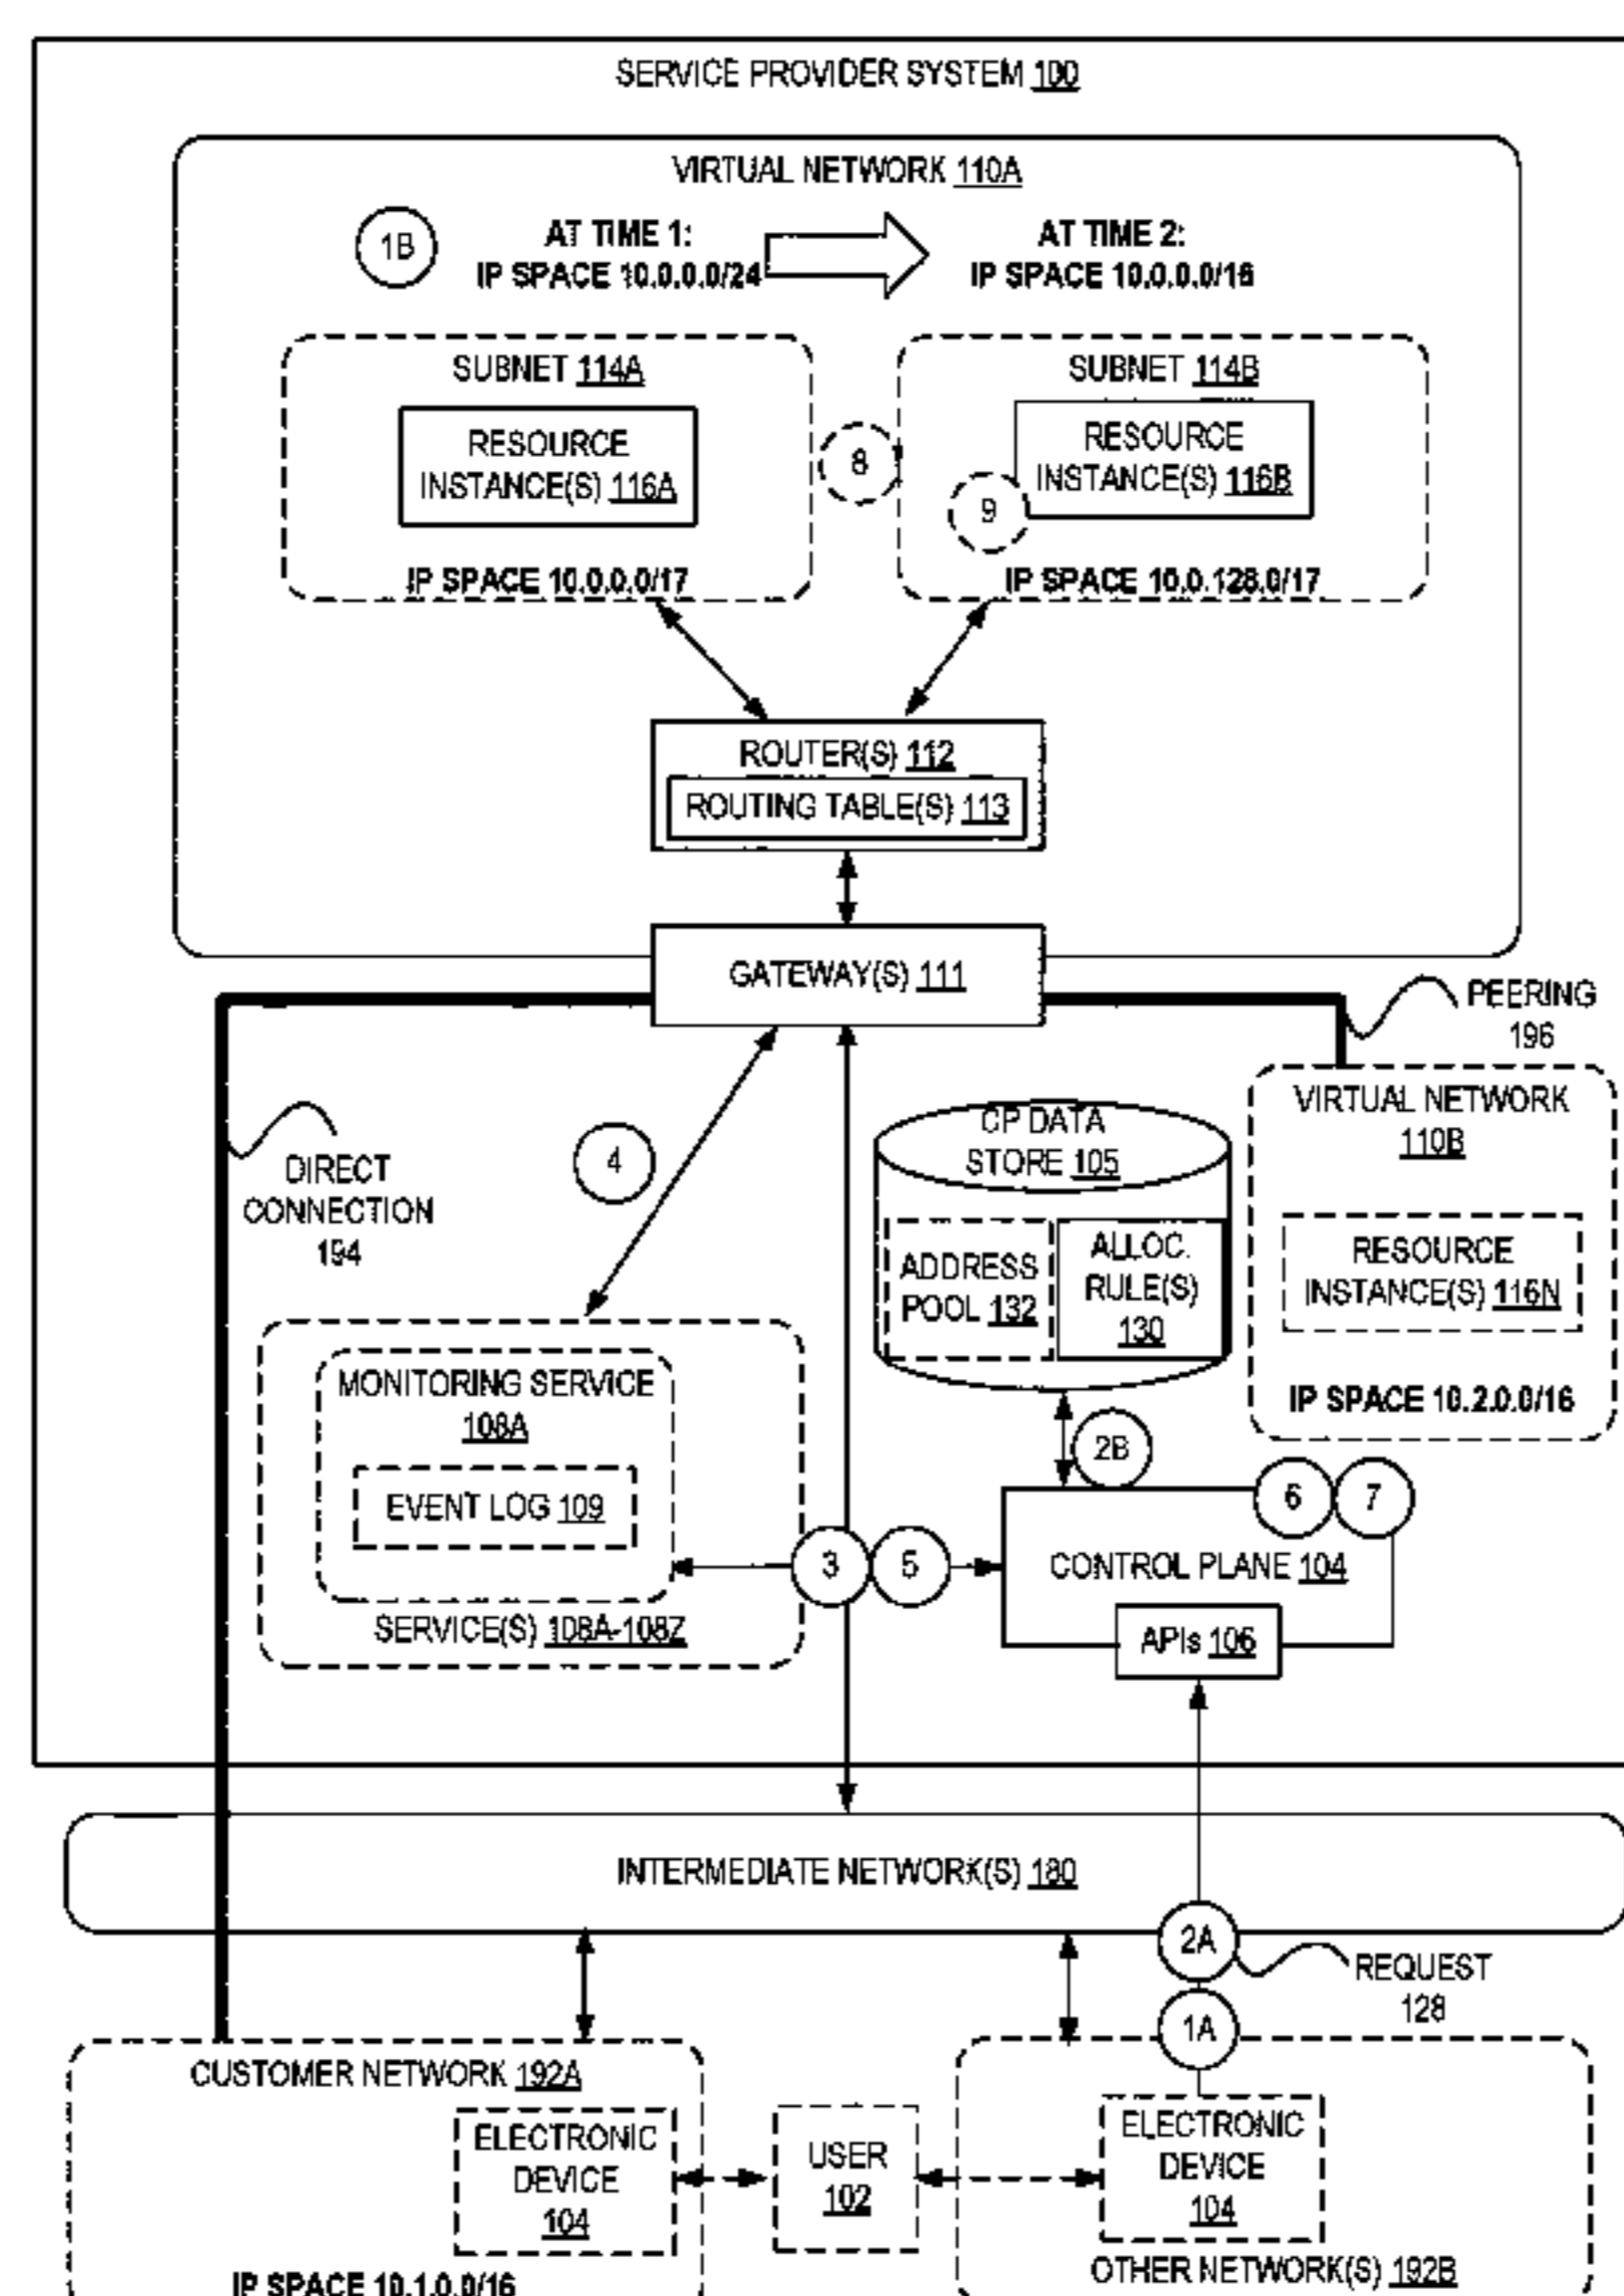 SERVICE PROVIDER SYSTEM 100
VIRTUAL NETWORK 110A
1B
AT TIME 1:
IP SPACE 10.0.0.0/24
AT TIME 2:
IP SPACE 10.0.0.0/16
SUBNET 114A
RESOURCE
INSTANCE(S) 116A
IP SPACE 10.0.0.0/17
8
SUBNET 114B
RESOURCE
INSTANCE(S) 116B
9
IP SPACE 10.0.128.0/17
ROUTER(S) 112
ROUTING TABLE(S) 113
GATEWAY(S) 111
PEERING
196
DIRECT
CONNECTION
194
4
CP DATA
STORE 105
ADDRESS
POOL 132
ALLOC.
RULE(S)
130
VIRTUAL NETWORK
110B
RESOURCE
INSTANCE(S) 116N
IP SPACE 10.2.0.0/16
MONITORING SERVICE
108A
EVENT LOG 109
SERVICE(S) 108A-108Z
2B
6
7
3
5
CONTROL PLANE 104
APIs 106
INTERMEDIATE NETWORK(S) 180
2A
REQUEST
128
1A
CUSTOMER NETWORK 192A
ELECTRONIC
DEVICE
104
IP SPACE 10.1.0.0/16
USER
102
ELECTRONIC
DEVICE
104
OTHER NETWORK(S) 192B